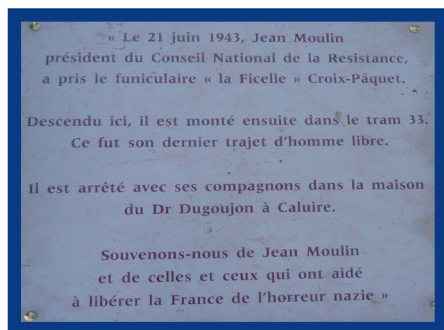 « Le 21 juin 1943, Jean Moulin
président du Conseil National de la Resistance,
a pris le funiculaire « la Ficelle » Croix-Pâquet.
Descendu ici, il est monté ensuite dans le tram 33.
Ce fut son dernier trajet d'homme libre.
Il est arrêté avec ses compagnons dans la maison
du Dr Dugoujon à Caluire.
Souvenons-nous de Jean Moulin
et de celles et ceux qui ont aidé
à libérer la France de l'horreur nazie »